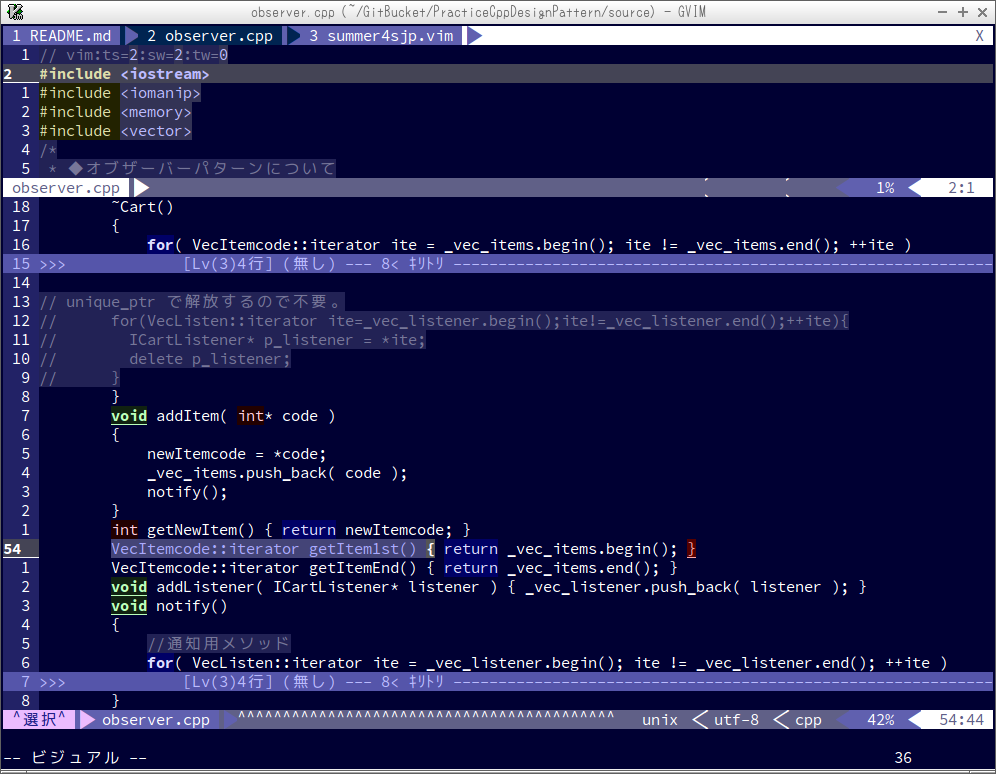 observer.cpp (~/GitBucket/PracticeCppDesignPattern/source) - GVIM
1 README.md 2 observer.cpp 3 summer4sjp.vim X
1 // vim:ts=2:sw=2:tw=0
2 #include <iostream>
1 #include <iomanip>
2 #include <memory>
3 #include <vector>
4 /*
5  * ◆オブザーバーパターンについて
observer.cpp 1% 2:1
18         ~Cart()
17         {
16             for( VecItemcode::iterator ite = _vec_items.begin(); ite != _vec_items.end(); ++ite )
15 >>>             [Lv(3)4行] (無し) --- 8< ｷﾘﾄﾘ ------------------------------------------------------------
14
13 // unique_ptr で解放するので不要。
12 //      for(VecListen::iterator ite=_vec_listener.begin();ite!=_vec_listener.end();++ite){
11 //        ICartListener* p_listener = *ite;
10 //        delete p_listener;
9 //      }
8         }
7         void addItem( int* code )
6         {
5             newItemcode = *code;
4             _vec_items.push_back( code );
3             notify();
2         }
1         int getNewItem() { return newItemcode; }
54         VecItemcode::iterator getItem1st() { return _vec_items.begin(); }
1         VecItemcode::iterator getItemEnd() { return _vec_items.end(); }
2         void addListener( ICartListener* listener ) { _vec_listener.push_back( listener ); }
3         void notify()
4         {
5             //通知用メソッド
6             for( VecListen::iterator ite = _vec_listener.begin(); ite != _vec_listener.end(); ++ite )
7 >>>             [Lv(3)4行] (無し) --- 8< ｷﾘﾄﾘ ------------------------------------------------------------
8         }
^選択^ observer.cpp ^^^^^^^^^^^^^^^^^^^^^^^^^^^^^^^^^^^^^^^^^^ unix < utf-8 < cpp 42% 54:44
-- ビジュアル -- 36